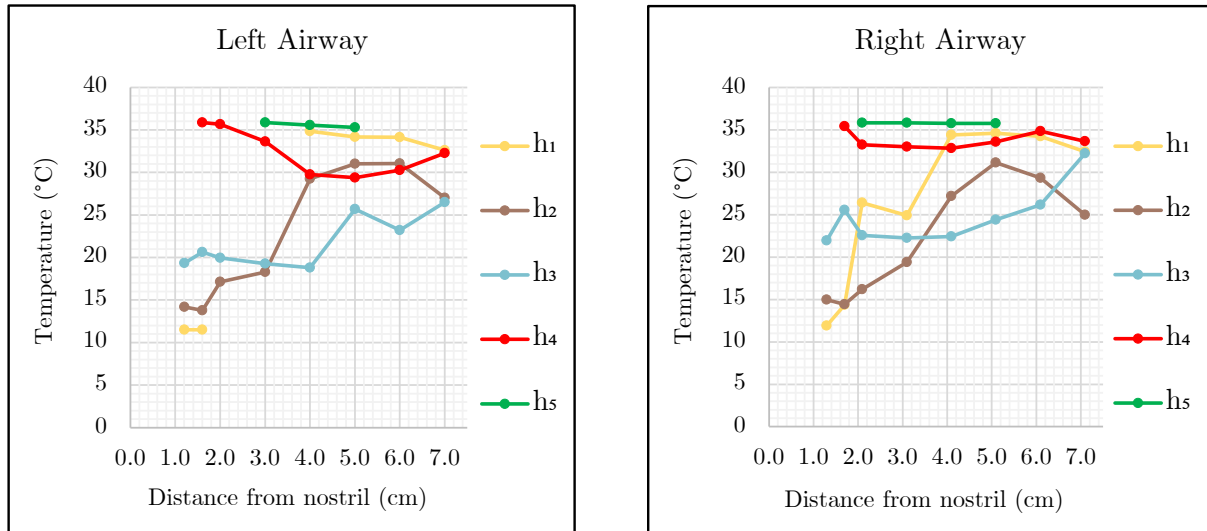 Left Airway
40
35
30
25
20
15
10
5
0
Temperature (°C)
0.0 1.0 2.0 3.0 4.0 5.0 6.0 7.0
Distance from nostril (cm)
h₁
h₂
h₃
h₄
h₅
Right Airway
40
35
30
25
20
15
10
5
0
Temperature (°C)
0.0 1.0 2.0 3.0 4.0 5.0 6.0 7.0
Distance from nostril (cm)
h₁
h₂
h₃
h₄
h₅